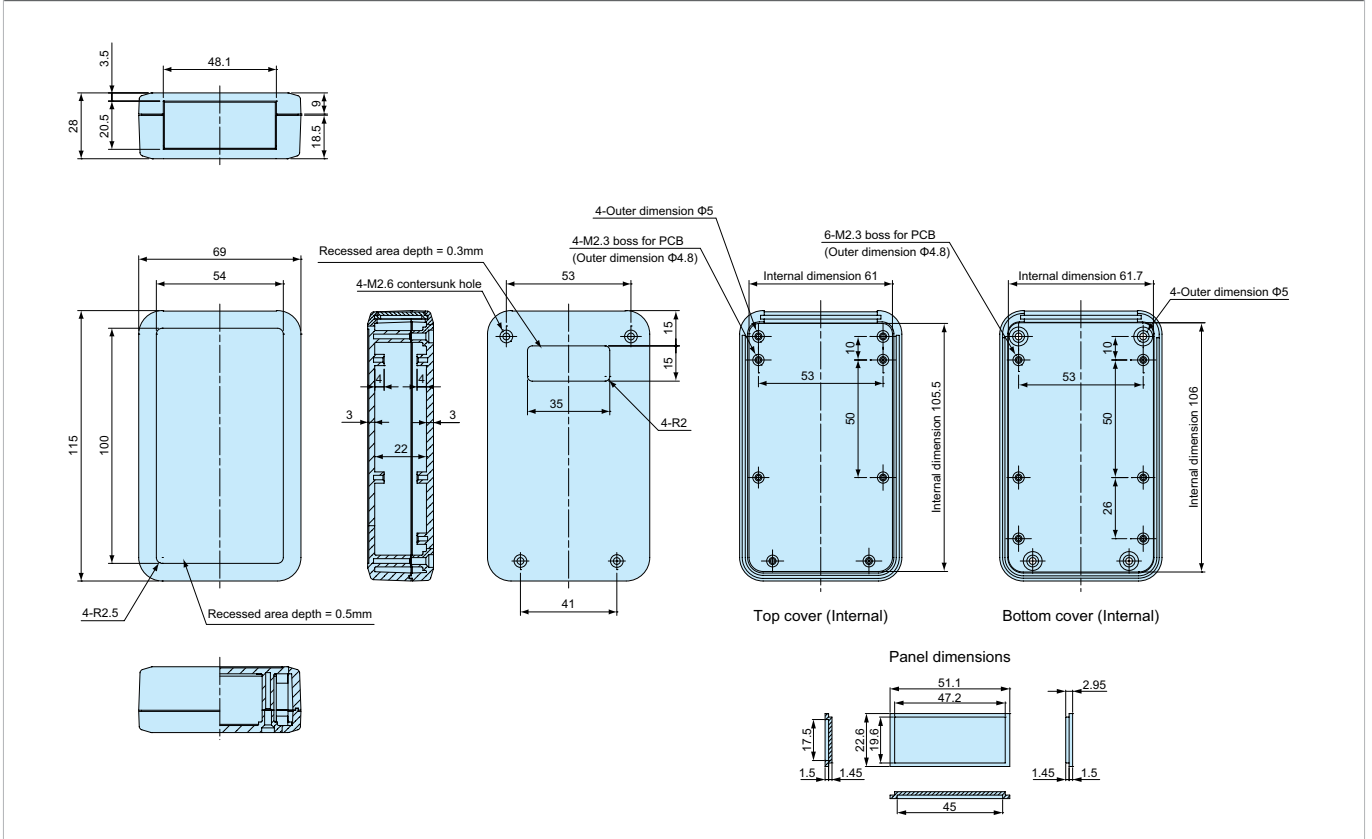 48.1
3.5
28
20.5
9
18.5
4-Outer dimension Φ5
4-M2.3 boss for PCB
(Outer dimension Φ4.8)
6-M2.3 boss for PCB
(Outer dimension Φ4.8)
Recessed area depth = 0.3mm
4-M2.6 contersunk hole
69
54
53
Internal dimension 61
Internal dimension 61.7
4-Outer dimension Φ5
115
100
4
4
3
3
22
15
15
35
4-R2
10
53
50
Internal dimension 105.5
10
53
50
26
Internal dimension 106
4-R2.5
Recessed area depth = 0.5mm
41
Top cover (Internal)
Bottom cover (Internal)
Panel dimensions
51.1
47.2
2.95
17.5
22.6
19.6
1.5
1.45
1.45
1.5
45